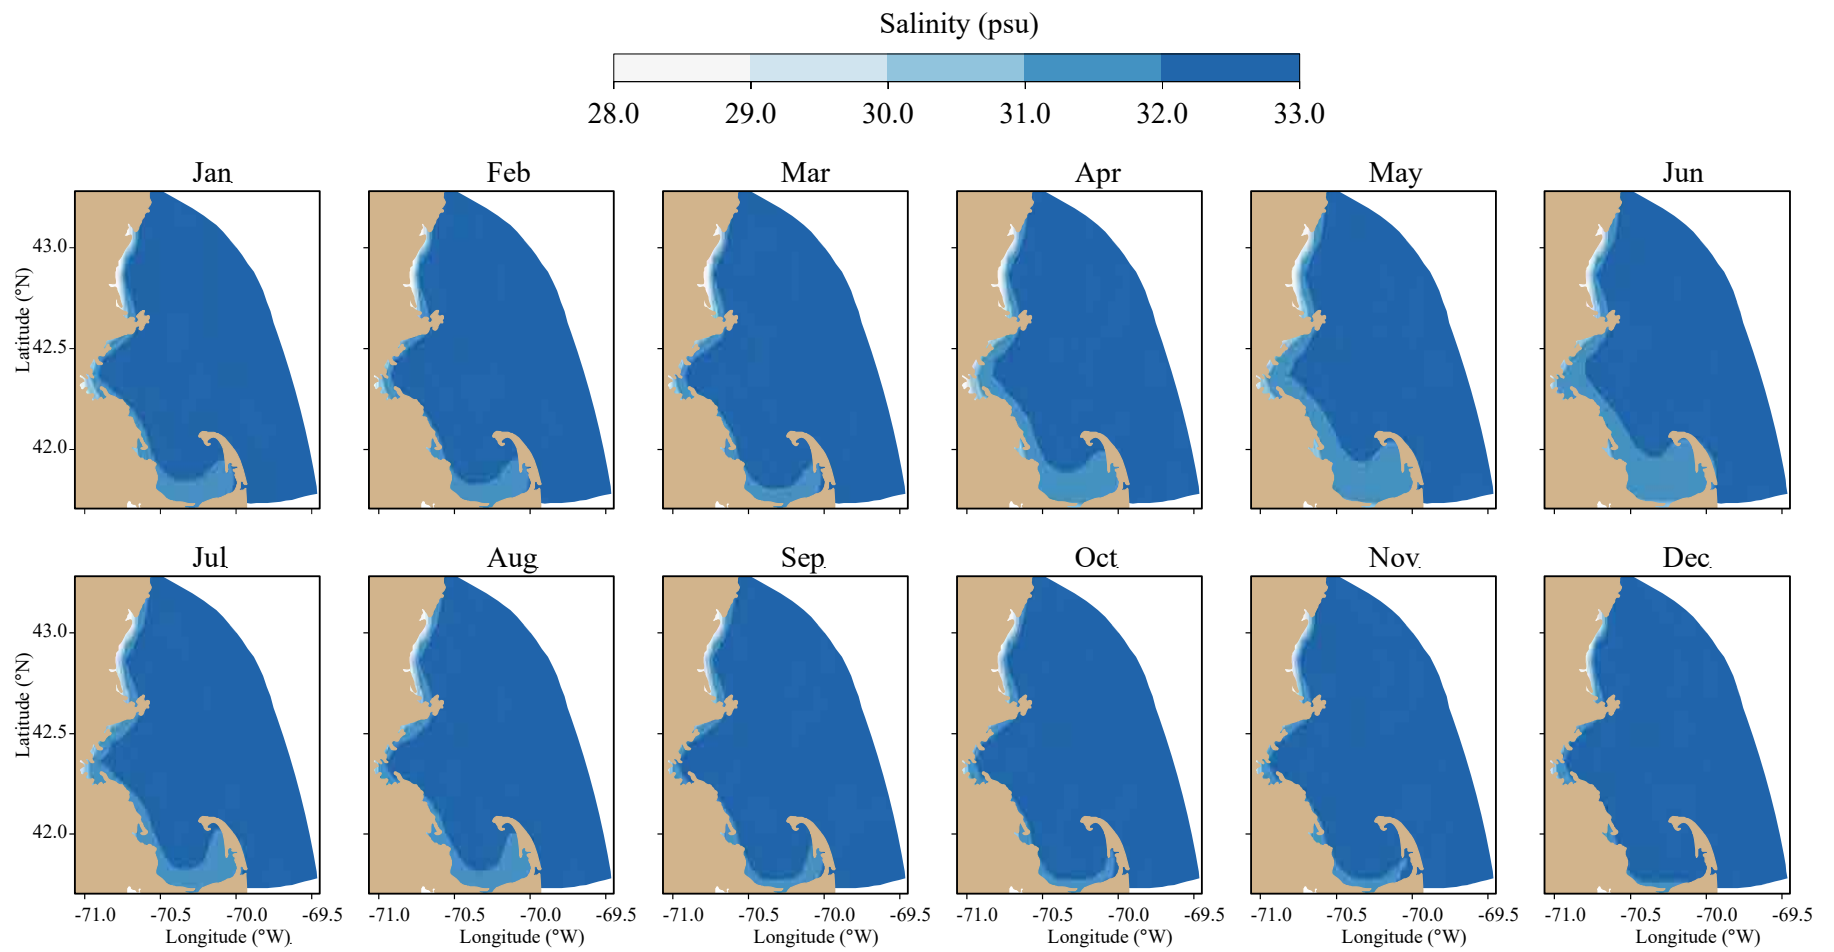 Salinity (psu)
28.0 29.0 30.0 31.0 32.0 33.0
Jan Feb Mar Apr May Jun
43.0
42.5
42.0
Latitude (°N)
Jul Aug Sep Oct Nov Dec
43.0
42.5
42.0
Latitude (°N)
-71.0 -70.5 -70.0 -69.5 -71.0 -70.5 -70.0 -69.5 -71.0 -70.5 -70.0 -69.5 -71.0 -70.5 -70.0 -69.5 -71.0 -70.5 -70.0 -69.5 -71.0 -70.5 -70.0 -69.5
Longitude (°W) Longitude (°W) Longitude (°W) Longitude (°W) Longitude (°W) Longitude (°W)